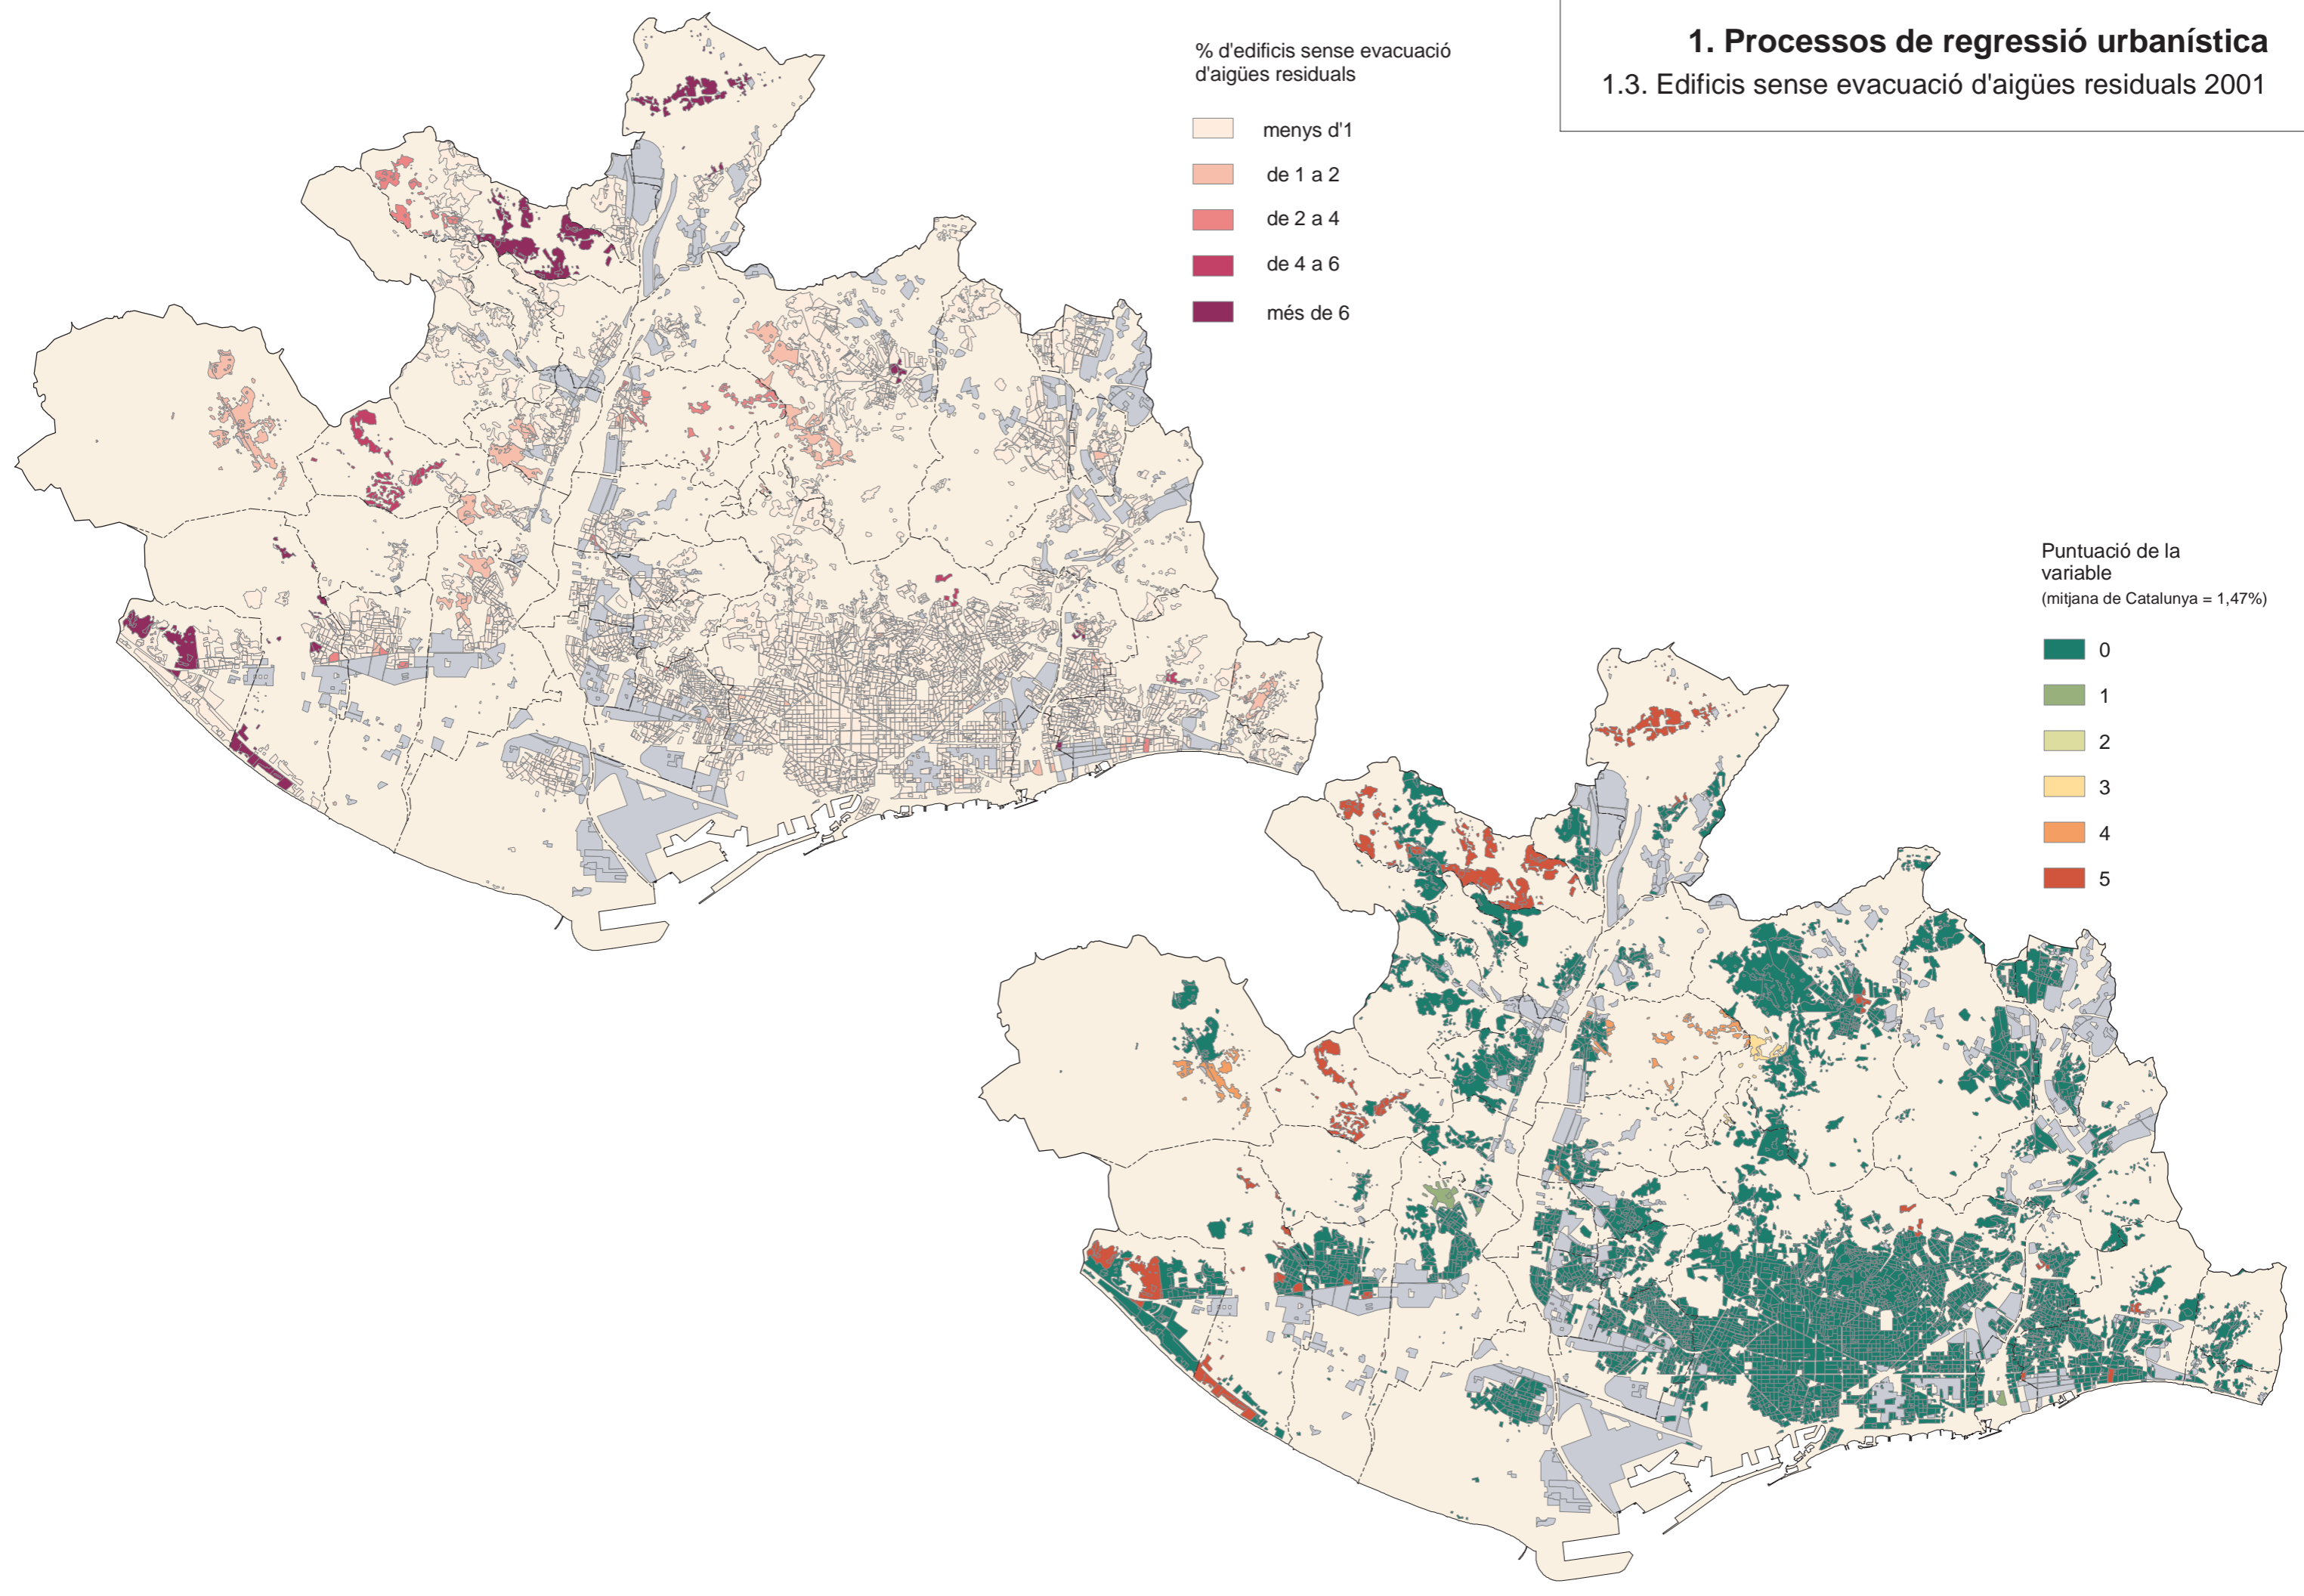 1. Processos de regressió urbanística
1.3. Edificis sense evacuació d'aigües residuals 2001
% d'edificis sense evacuació
d'aigües residuals
menys d'1
de 1 a 2
de 2 a 4
de 4 a 6
més de 6
Puntuació de la
variable
(mitjana de Catalunya = 1,47%)
0
1
2
3
4
5